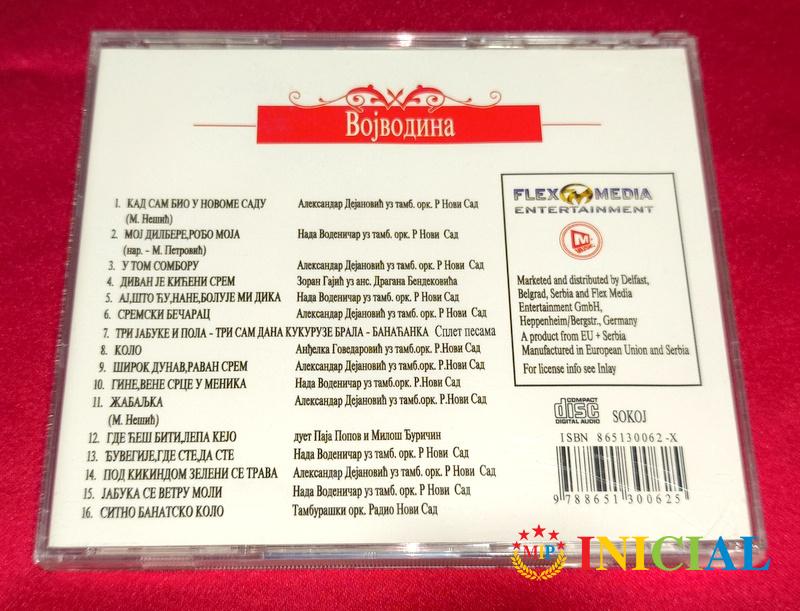 Војводина
1. КАД САМ БИО У НОВОМЕ САДУ Александар Дејановић уз тамб. орк. Р Нови Сад
(М. Нешић)
2. МОЈ ДИЛБЕРЕ,РОБО МОЈА Нада Воденичар уз тамб. орк. Р Нови Сад
(нар. - М. Петровић)
3. У ТОМ СОМБОРУ Александар Дејановић уз тамб. орк. Р Нови Сад
4. ДИВАН ЈЕ КИЋЕНИ СРЕМ Зоран Гајић уз анс. Драгана Бендековића
5. АЈ,ШТО ЋУ,НАНЕ,БОЛУЈЕ МИ ДИКА Нада Воденичар уз тамб. орк. Р Нови Сад
6. СРЕМСКИ БЕЧАРАЦ Александар Дејановић уз тамб. орк. Р Нови Сад
7. ТРИ ЈАБУКЕ И ПОЛА - ТРИ САМ ДАНА КУКУРУЗЕ БРАЛА - БАНАЋАНКА Сплет песама
8. КОЛО Анђелка Говедаровић уз тамб.орк. Р.Нови Сад
9. ШИРОК ДУНАВ,РАВАН СРЕМ Александар Дејановић уз тамб.орк. Р.Нови Сад
10. ГИНЕ,ВЕНЕ СРЦЕ У МЕНИКА Нада Воденичар уз тамб.орк. Р.Нови Сад
11. ЖАБАЉКА Александар Дејановић уз тамб.орк. Р.Нови Сад
(М. Нешић)
12. ГДЕ ЋЕШ БИТИ,ЛЕПА КЕЈО дует Паја Попов и Милош Ђуричин
13. ЂУВЕГИЈЕ,ГДЕ СТЕ,ДА СТЕ Нада Воденичар уз тамб. орк. Р Нови Сад
14. ПОД КИКИНДОМ ЗЕЛЕНИ СЕ ТРАВА Александар Дејановић уз тамб. орк. Р Нови Сад
15. ЈАБУКА СЕ ВЕТРУ МОЛИ Нада Воденичар уз тамб. орк. Р Нови Сад
16. СИТНО БАНАТСКО КОЛО Тамбурашки орк. Радио Нови Сад
FLEX M MEDIA
ENTERTAINMENT
Marketed and distributed by Delfast,
Belgrad, Serbia and Flex Media
Entertainment GmbH,
Heppenheim/Bergstr., Germany
A product from EU + Serbia
Manufactured in European Union and Serbia
For license info see Inlay
COMPACT
disc
DIGITAL AUDIO
SOKOJ
ISBN 865130062-X
9 788651 300625
MIP INICIAL